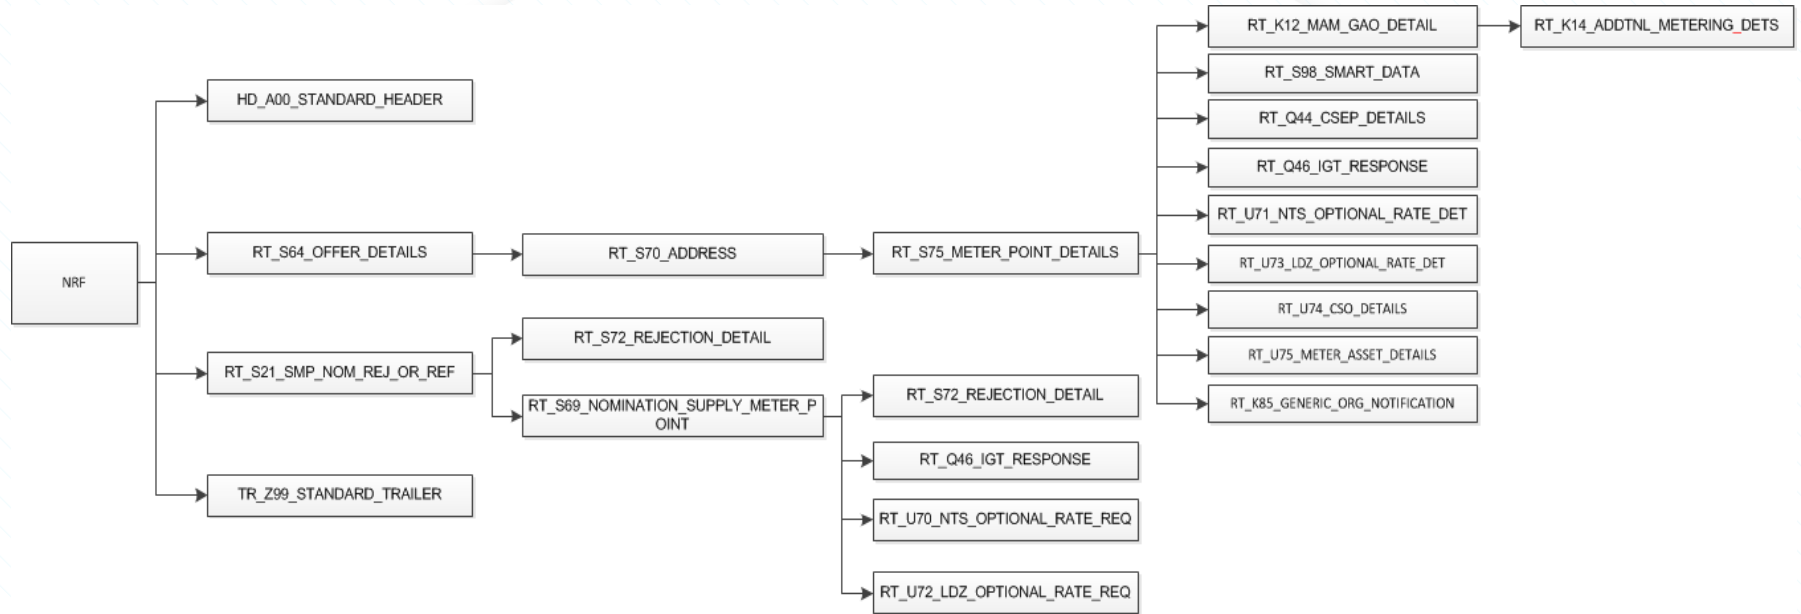 RT_K12_MAM_GAO_DETAIL
RT_K14_ADDTNL_METERING_DETS
RT_S98_SMART_DATA
HD_A00_STANDARD_HEADER
RT_Q44_CSEP_DETAILS
RT_Q46_IGT_RESPONSE
RT_U71_NTS_OPTIONAL_RATE_DET
RT_S64_OFFER_DETAILS
RT_S70_ADDRESS
RT_S75_METER_POINT_DETAILS
RT_U73_LDZ_OPTIONAL_RATE_DET
NRF
RT_U74_CSO_DETAILS
RT_S72_REJECTION_DETAIL
RT_U75_METER_ASSET_DETAILS
RT_S21_SMP_NOM_REJ_OR_REF
RT_S72_REJECTION_DETAIL
RT_K85_GENERIC_ORG_NOTIFICATION
RT_S69_NOMINATION_SUPPLY_METER_P
OINT
RT_Q46_IGT_RESPONSE
TR_Z99_STANDARD_TRAILER
RT_U70_NTS_OPTIONAL_RATE_REQ
RT_U72_LDZ_OPTIONAL_RATE_REQ